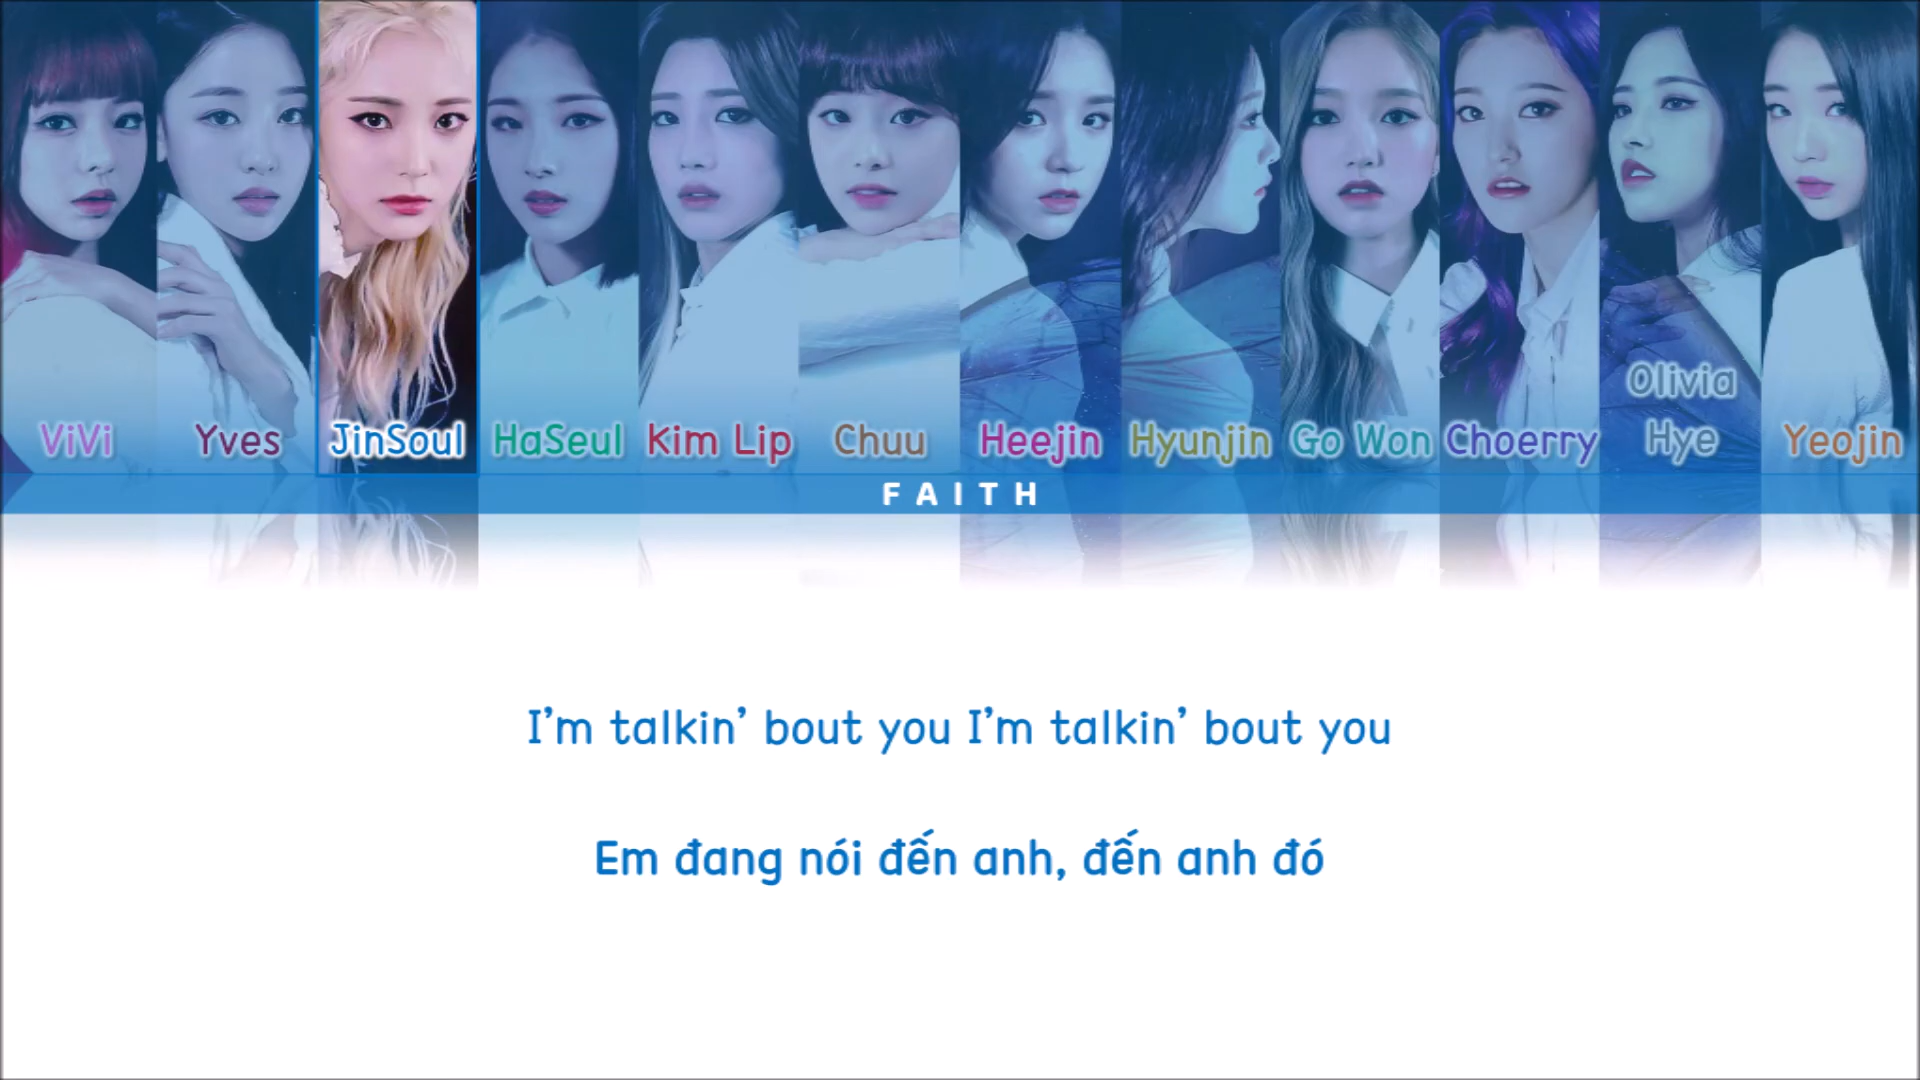 ViVi
Yves
JinSoul
HaSeul
Kim Lip
Chuu
Heejin
Hyunjin
Go Won
Choerry
Olivia
Hye
Yeojin
FAITH
I’m talkin’ bout you I’m talkin’ bout you
Em đang nói đến anh, đến anh đó